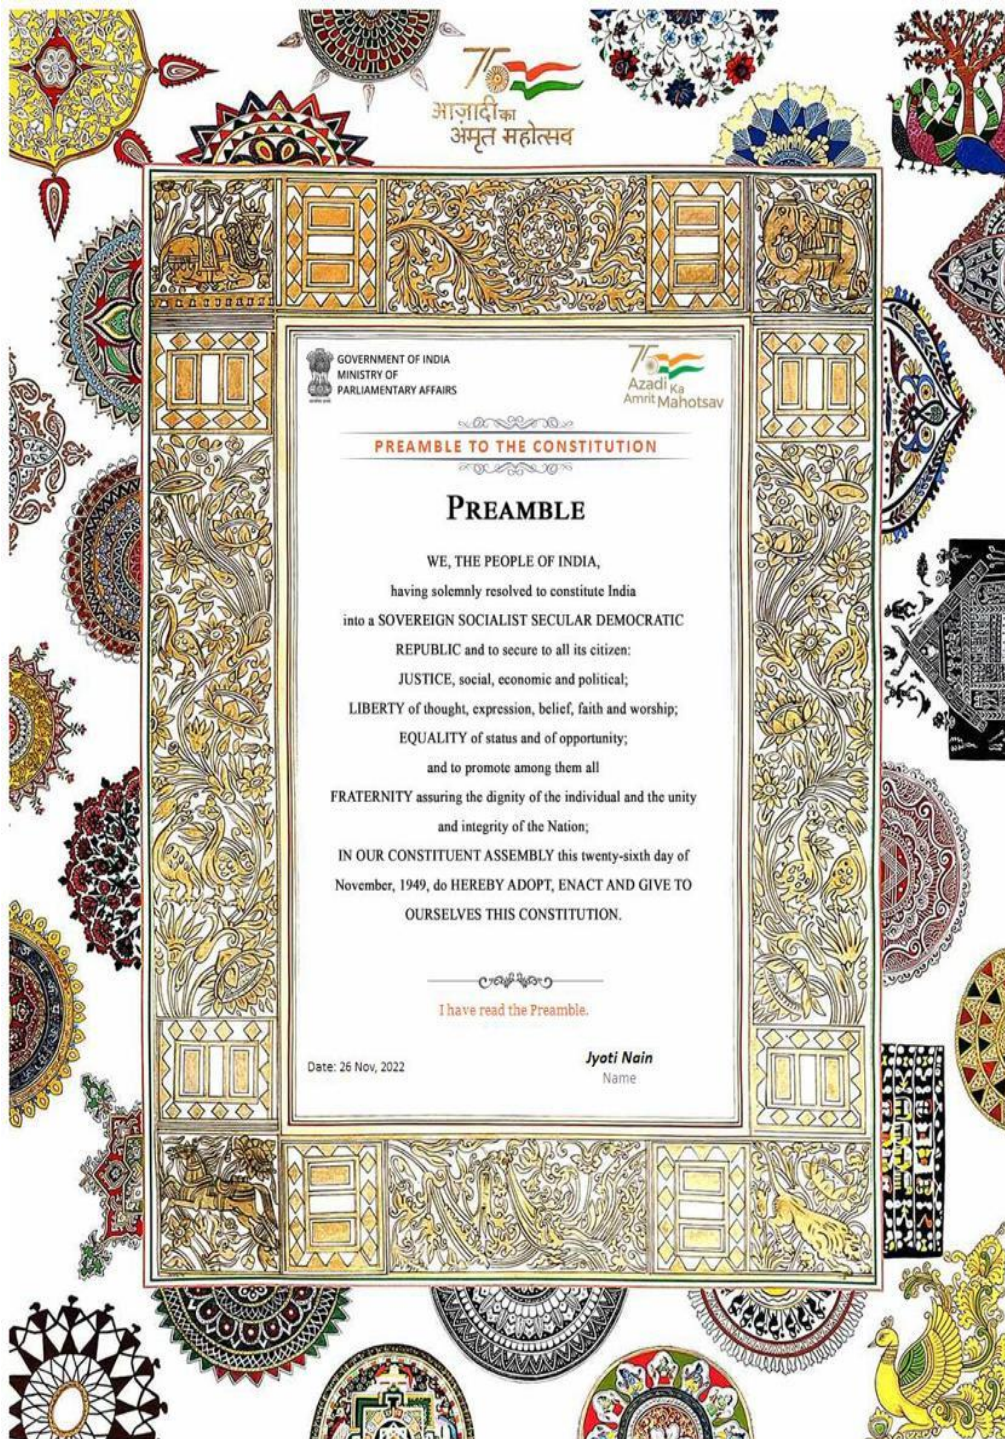 75
आज़ादी का
अमृत महोत्सव
GOVERNMENT OF INDIA
MINISTRY OF
PARLIAMENTARY AFFAIRS
75
Azadi Ka
Amrit Mahotsav
PREAMBLE TO THE CONSTITUTION
PREAMBLE
WE, THE PEOPLE OF INDIA,
having solemnly resolved to constitute India
into a SOVEREIGN SOCIALIST SECULAR DEMOCRATIC
REPUBLIC and to secure to all its citizen:
JUSTICE, social, economic and political;
LIBERTY of thought, expression, belief, faith and worship;
EQUALITY of status and of opportunity;
and to promote among them all
FRATERNITY assuring the dignity of the individual and the unity
and integrity of the Nation;
IN OUR CONSTITUENT ASSEMBLY this twenty-sixth day of
November, 1949, do HEREBY ADOPT, ENACT AND GIVE TO
OURSELVES THIS CONSTITUTION.
I have read the Preamble.
Date: 26 Nov, 2022
Jyoti Nain
Name